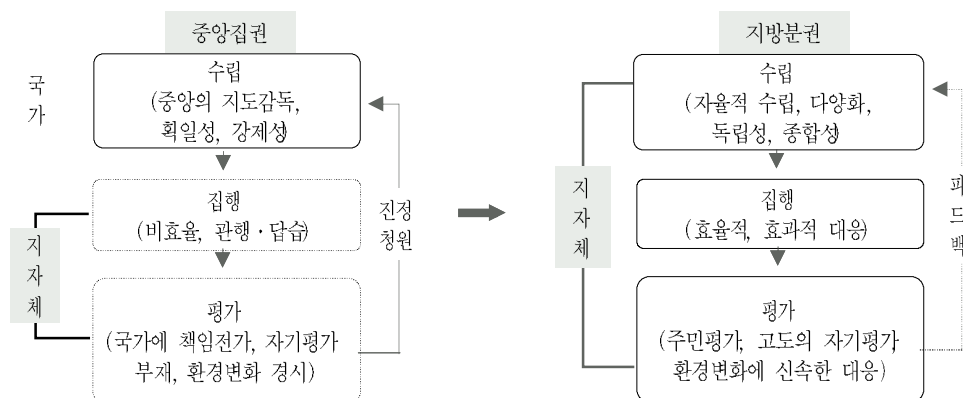 중앙집권
국
가
수립
(중앙의 지도감독,
획일성, 강제성)
집행
(비효율, 관행·답습)
지
자
체
평가
(국가에 책임전가, 자기평가
부재, 환경변화 경시)
진정
청원
지방분권
수립
(자율적 수립, 다양화,
독립성, 종합성)
지
자
체
집행
(효율적, 효과적 대응)
평가
(주민평가, 고도의 자기평가,
환경변화에 신속한 대응)
피
드
백